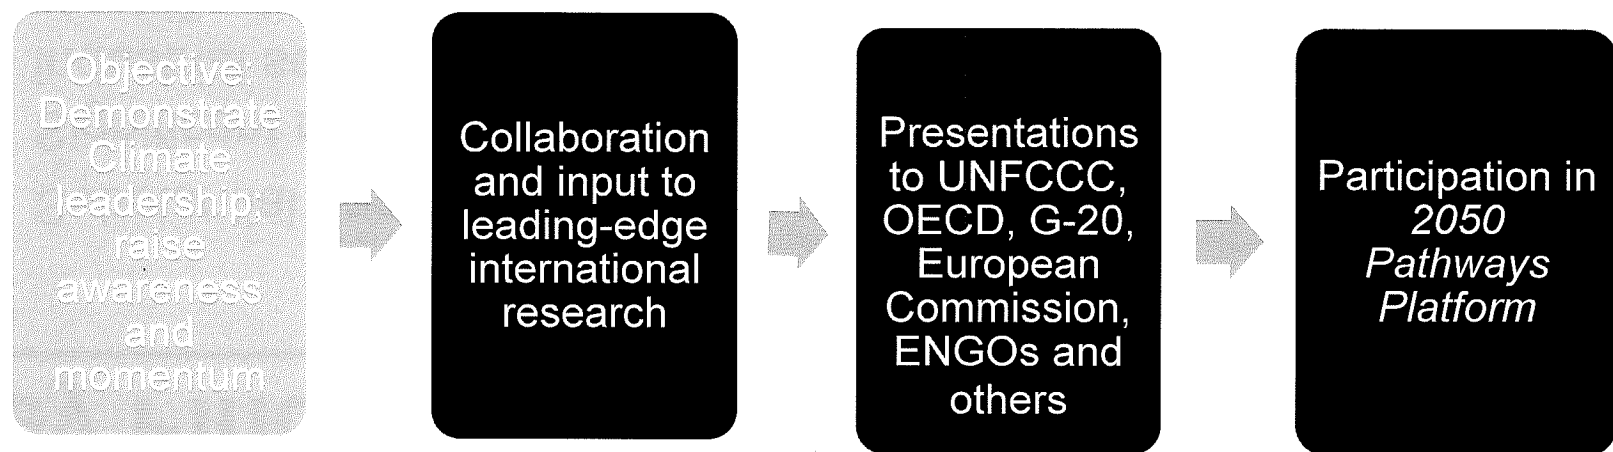 Objective:
Demonstrate
Climate
leadership;
raise
awareness
and
momentum
Collaboration
and input to
leading-edge
international
research
Presentations
to UNFCCC,
OECD, G-20,
European
Commission,
ENGOs and
others
Participation in
2050
Pathways
Platform